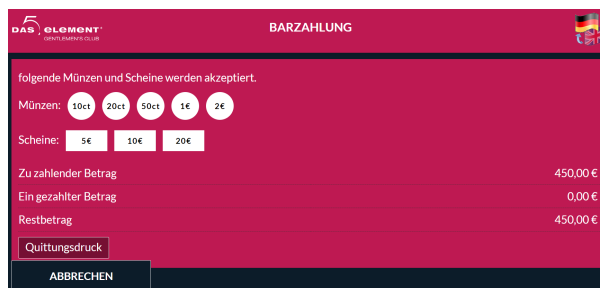 DAS 5 ELEMENT
GENTLEMEN'S CLUB
BARZAHLUNG
folgende Münzen und Scheine werden akzeptiert.
Münzen: 10ct 20ct 50ct 1€ 2€
Scheine: 5€ 10€ 20€
Zu zahlender Betrag 450,00 €
Ein gezahlter Betrag 0,00 €
Restbetrag 450,00 €
Quittungsdruck
ABBRECHEN